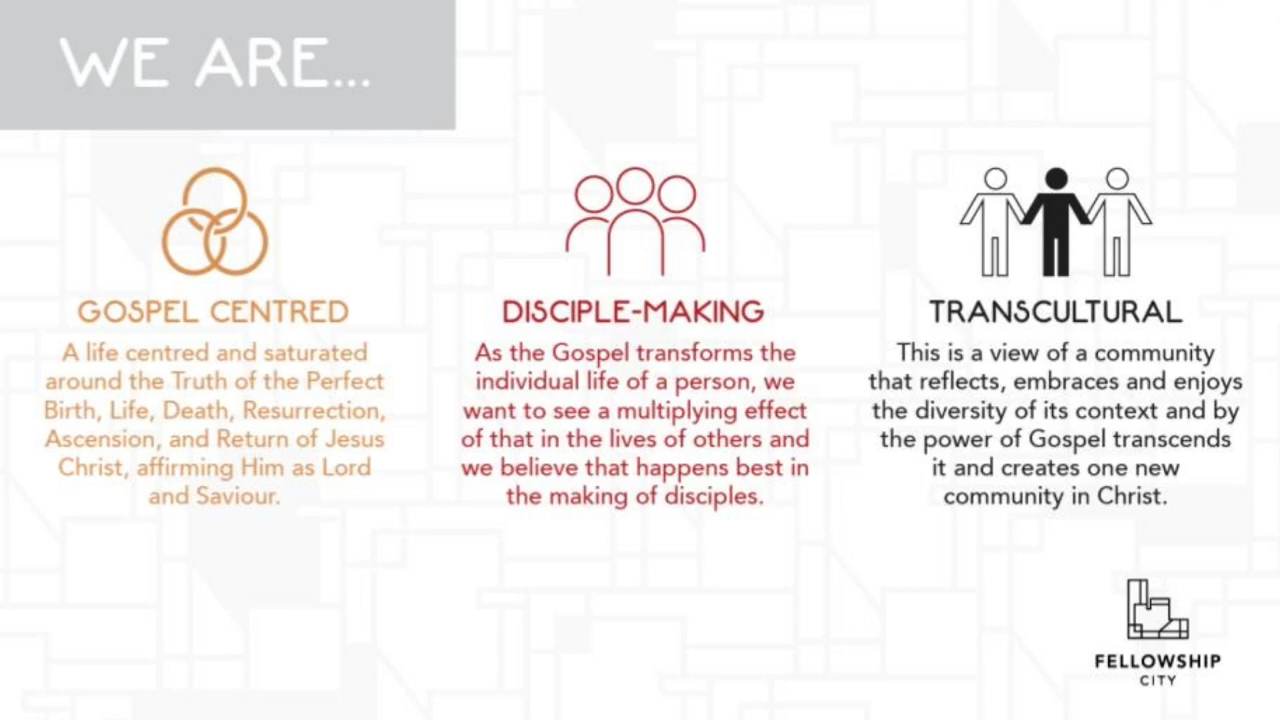 WE ARE...
GOSPEL CENTRED
A life centred and saturated
around the Truth of the Perfect
Birth, Life, Death, Resurrection,
Ascension, and Return of Jesus
Christ, affirming Him as Lord
and Saviour.
DISCIPLE-MAKING
As the Gospel transforms the
individual life of a person, we
want to see a multiplying effect
of that in the lives of others and
we believe that happens best in
the making of disciples.
TRANSCULTURAL
This is a view of a community
that reflects, embraces and enjoys
the diversity of its context and by
the power of Gospel transcends
it and creates one new
community in Christ.
FELLOWSHIP
CITY